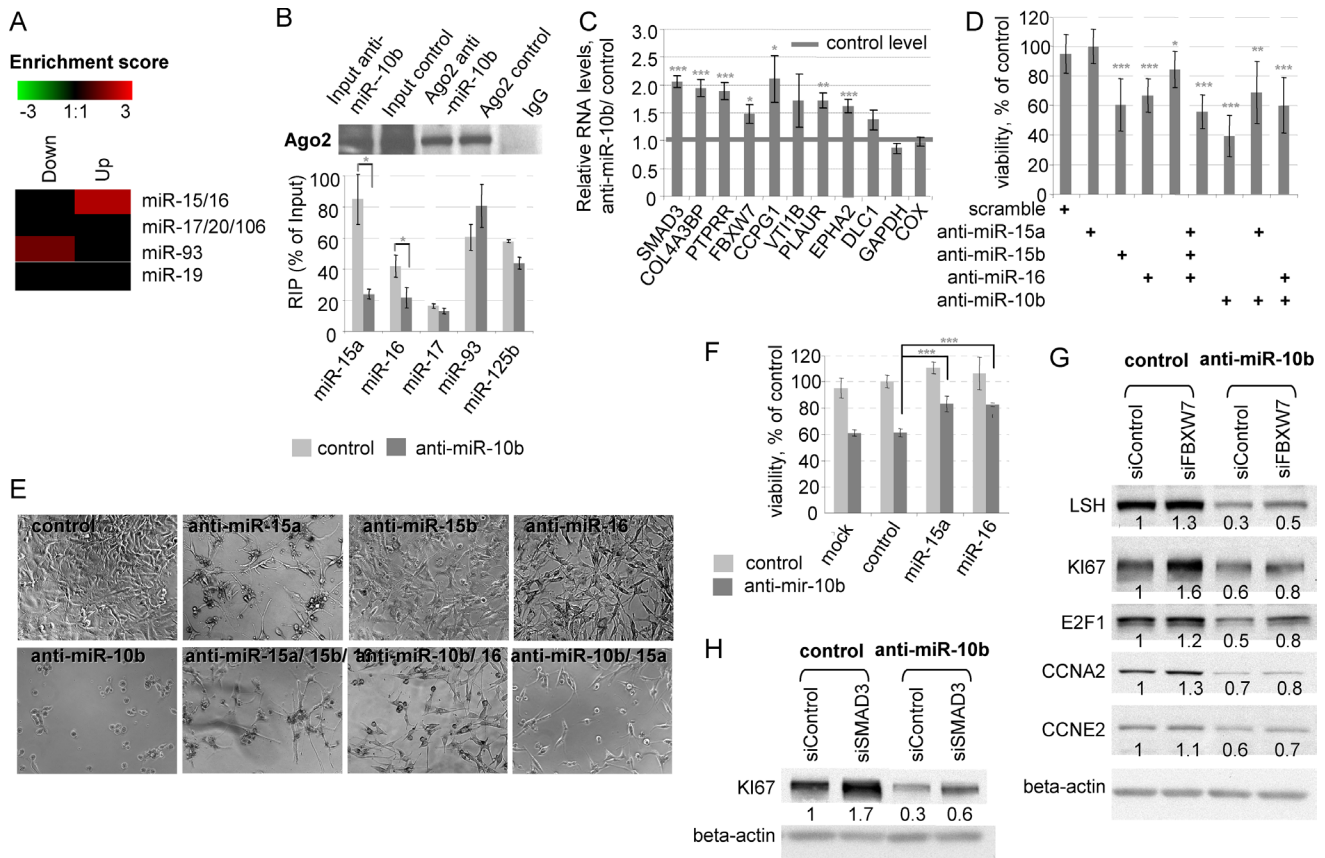 A
Enrichment score
-3 1:1 3
Down
Up
miR-15/16
miR-17/20/106
miR-93
miR-19
B
Input anti-
miR-10b
Input control
Ago2 anti
-miR-10b
Ago2 control
IgG
Ago2
RIP (% of Input)
100
80
60
40
20
0
*
*
miR-15a
miR-16
miR-17
miR-93
miR-125b
control
anti-miR-10b
C
Relative RNA levels,
anti-miR-10b/ control
control level
3.0
2.5
2.0
1.5
1.0
0.5
0.0
*** *** *** * * ** ***
SMAD3
COL4A3BP
PTPRR
FBXW7
CCPG1
VTI1B
PLAUR
EPHA2
DLC1
GAPDH
COX
D
viability, % of control
120
100
80
60
40
20
0
*** *** * *** *** ** ***
scramble +
anti-miR-15a + + +
anti-miR-15b + +
anti-miR-16 + + +
anti-miR-10b + + +
E
control
anti-miR-15a
anti-miR-15b
anti-miR-16
anti-miR-10b
anti-miR-15a/ 15b/ 16
anti-miR-10b/ 16
anti-miR-10b/ 15a
F
viability, % of control
120
100
80
60
40
20
0
***
***
mock
control
miR-15a
miR-16
control
anti-mir-10b
G
control anti-miR-10b
siControl
siFBXW7
siControl
siFBXW7
LSH
1 1.3 0.3 0.5
KI67
1 1.6 0.6 0.8
E2F1
1 1.2 0.5 0.8
CCNA2
1 1.3 0.7 0.8
CCNE2
1 1.1 0.6 0.7
beta-actin
H
control anti-miR-10b
siControl
siSMAD3
siControl
siSMAD3
KI67
1 1.7 0.3 0.6
beta-actin